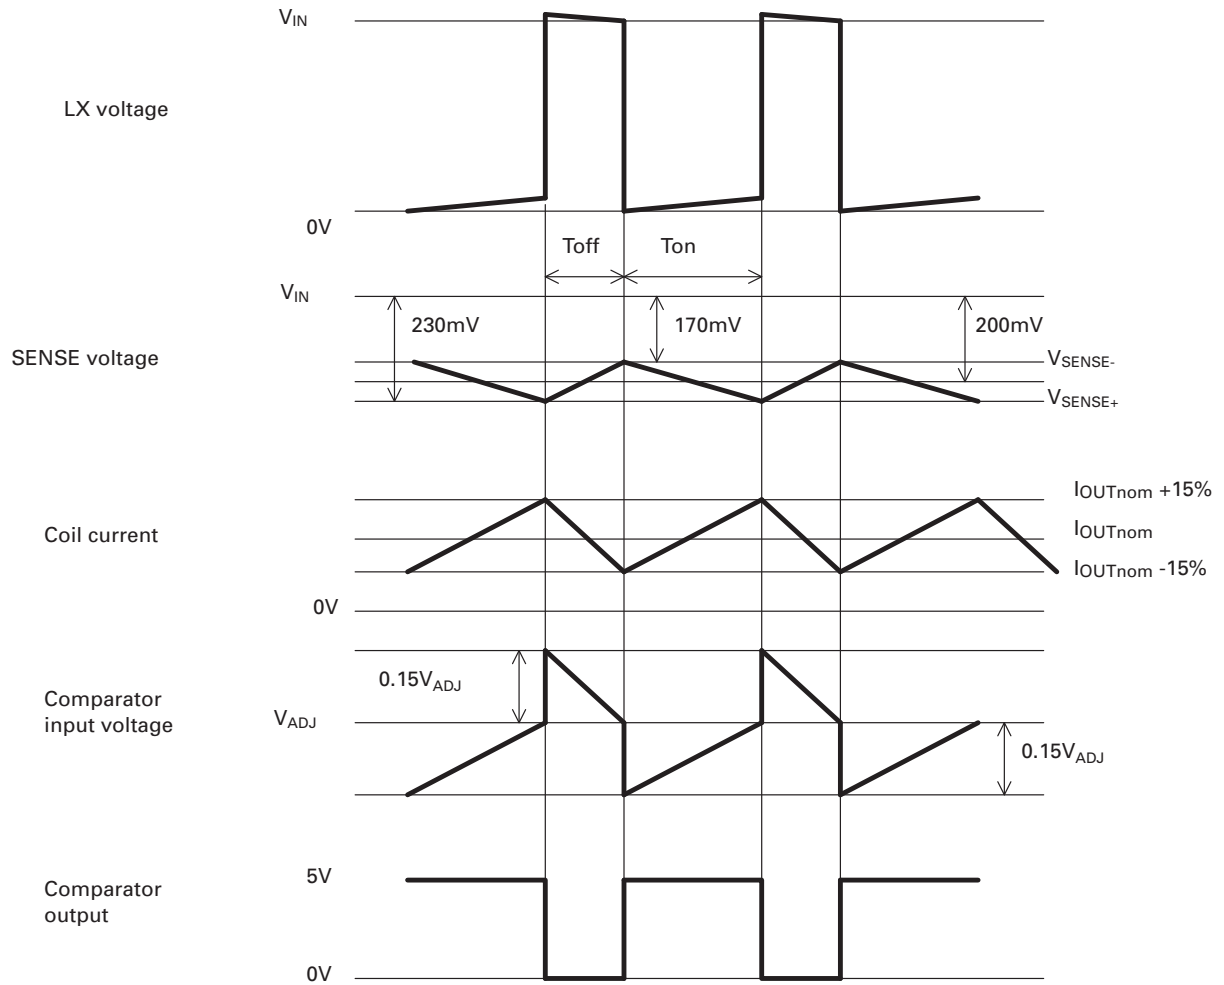 VIN
LX voltage
0V
Toff
Ton
VIN
230mV
170mV
200mV
SENSE voltage
VSENSE-
VSENSE+
IOUTnom +15%
Coil current
IOUTnom
IOUTnom -15%
0V
0.15VADJ
Comparator
input voltage
VADJ
0.15VADJ
5V
Comparator
output
0V